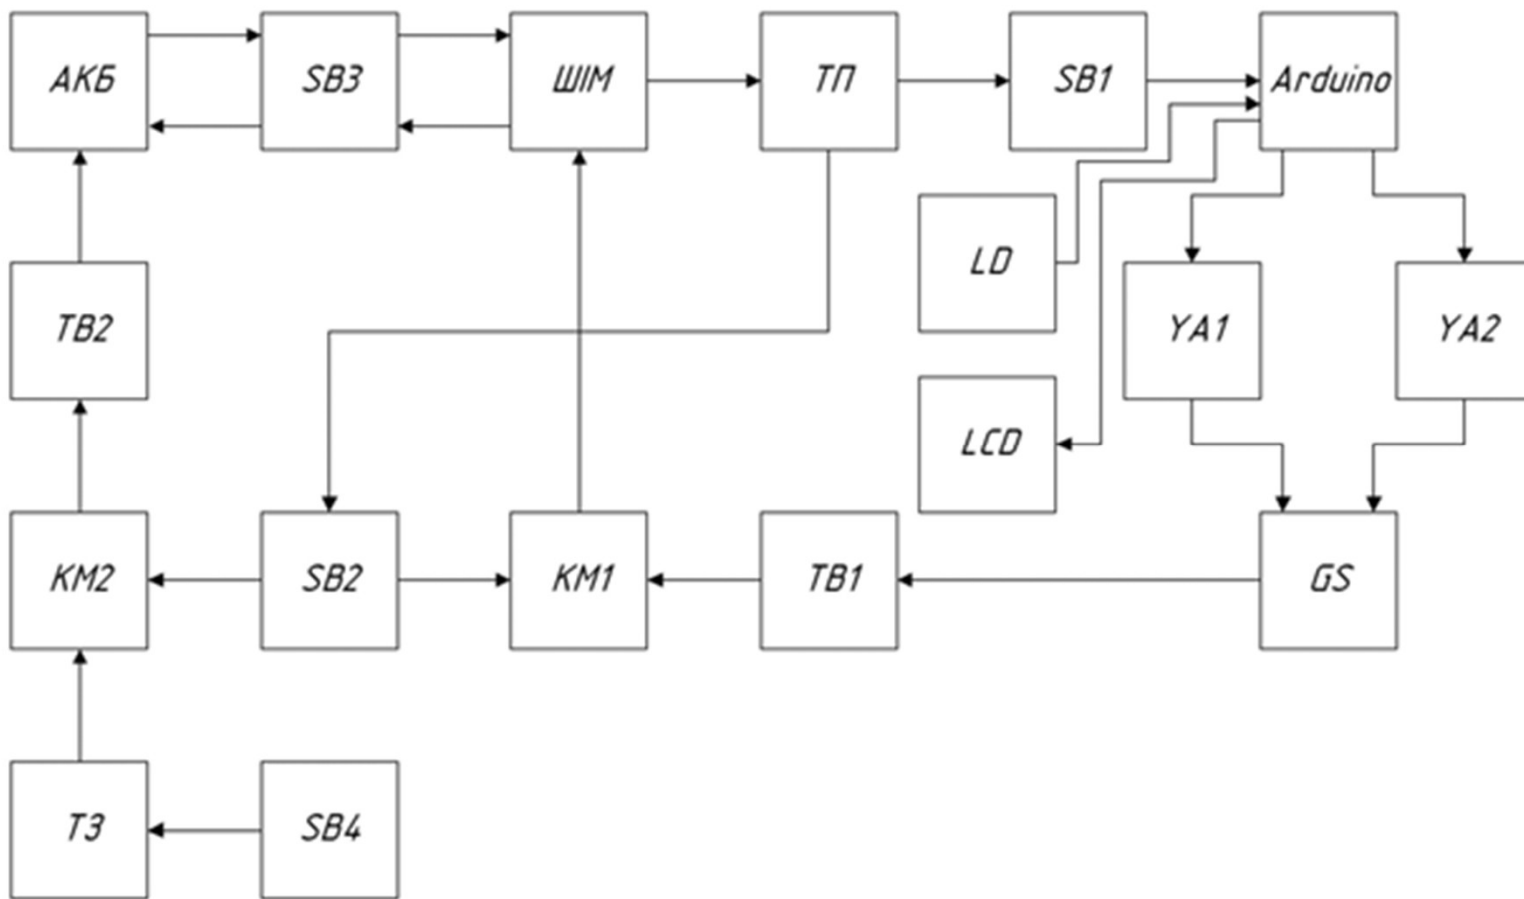 АКБ
SB3
ШІМ
ТП
SB1
Arduino
LD
TB2
YA1
YA2
LCD
KM2
SB2
KM1
TB1
GS
T3
SB4